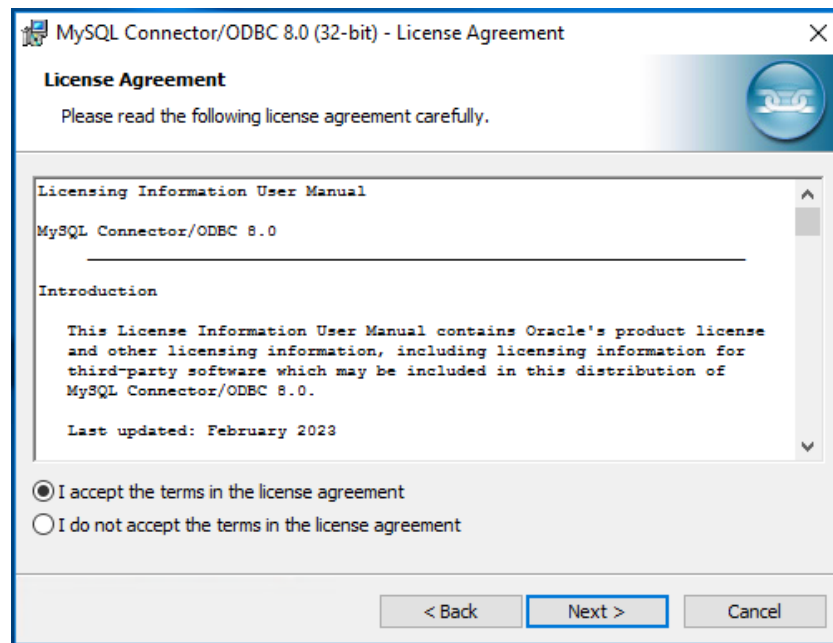 MySQL Connector/ODBC 8.0 (32-bit) - License Agreement
License Agreement
Please read the following license agreement carefully.
Licensing Information User Manual
MySQL Connector/ODBC 8.0
Introduction
This License Information User Manual contains Oracle's product license
and other licensing information, including licensing information for
third-party software which may be included in this distribution of
MySQL Connector/ODBC 8.0.
Last updated: February 2023
I accept the terms in the license agreement
I do not accept the terms in the license agreement
< Back Next > Cancel